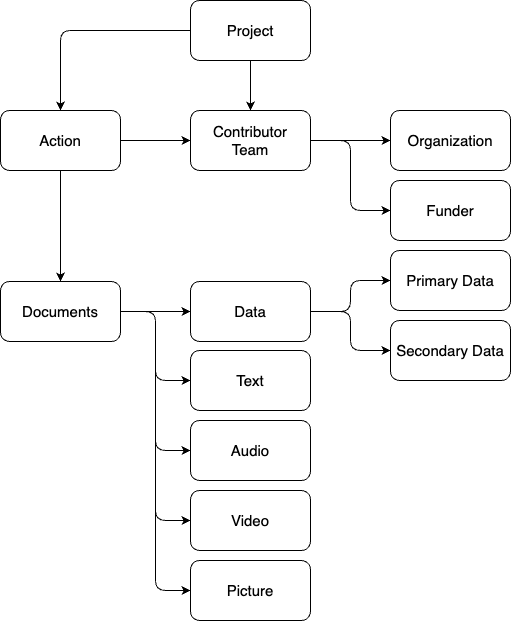 Project
Action
Contributor
Team
Organization
Funder
Documents
Data
Primary Data
Secondary Data
Text
Audio
Video
Picture